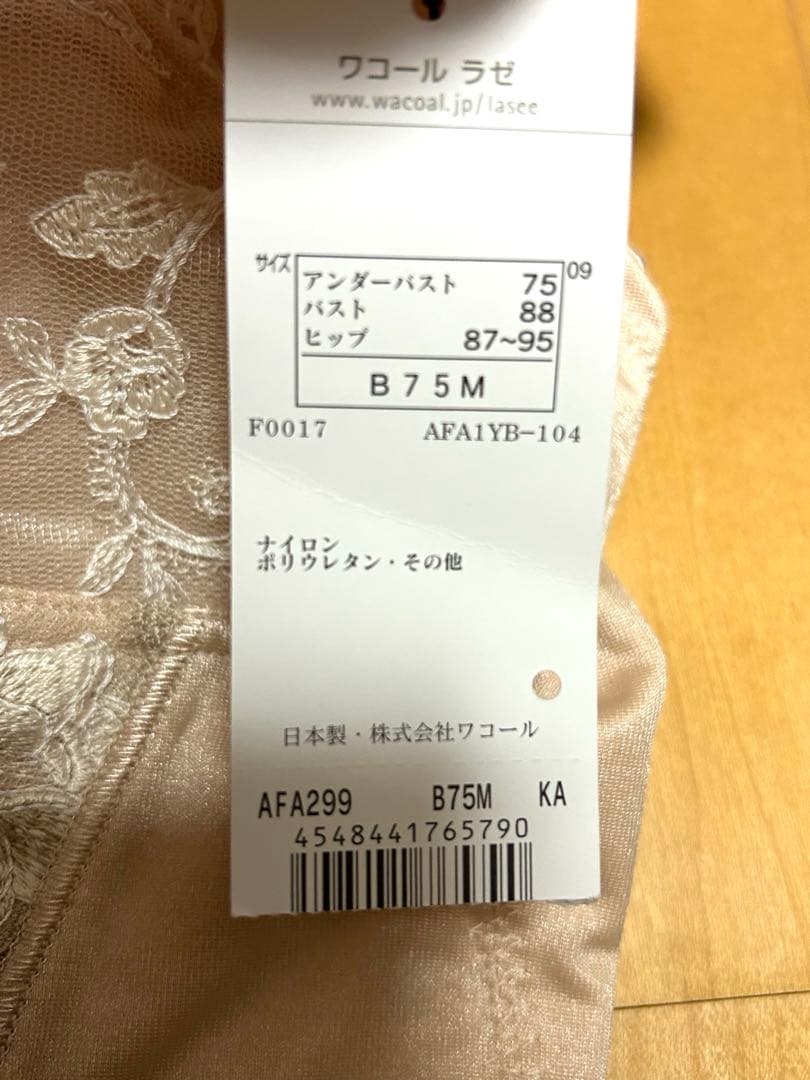 ワコール ラゼ
www.wacoal.jp/lasee
サイズ
アンダーバスト 75
バスト 88
ヒップ 87~95
09
B75M
F0017 AFA1YB-104
ナイロン
ポリウレタン・その他
日本製・株式会社ワコール
AFA299 B75M KA
4548441765790